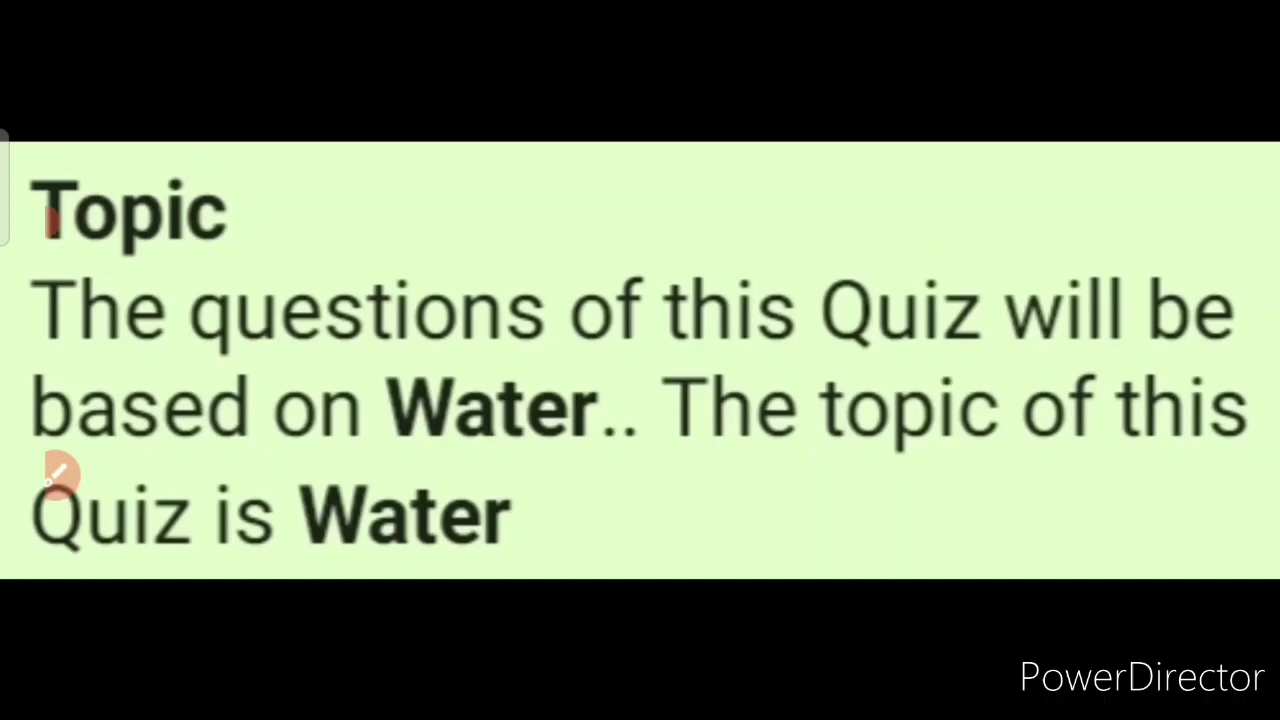 Topic
The questions of this Quiz will be
based on Water.. The topic of this
Quiz is Water
PowerDirector